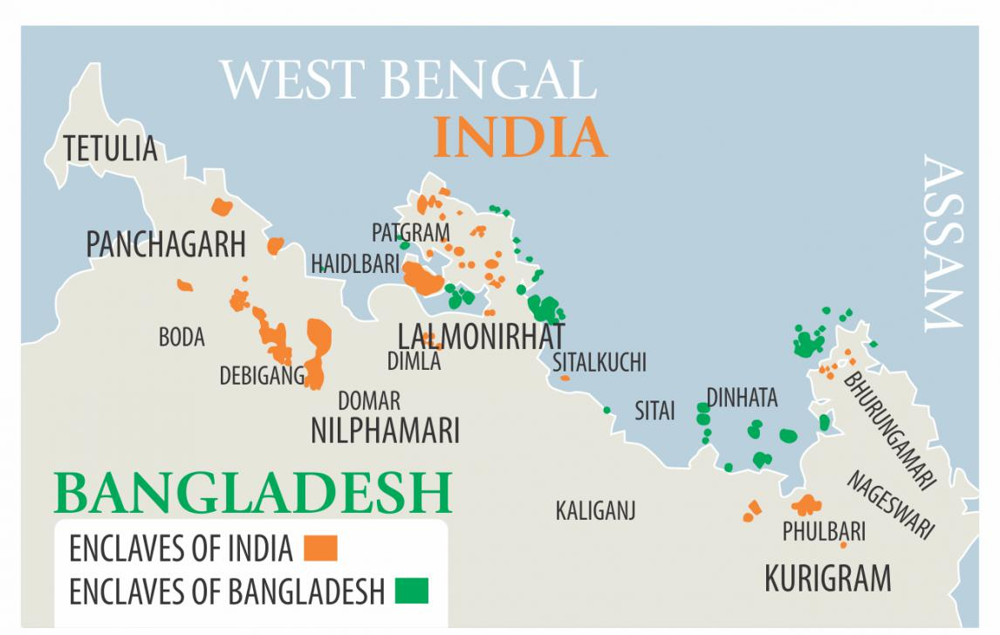 WEST BENGAL
INDIA
ASSAM
TETULIA
PANCHAGARH
PATGRAM
HAIDLBARI
BODA
LALMONIRHAT
DIMLA
SITALKUCHI
DEBIGANG
DOMAR
NILPHAMARI
SITAI
DINHATA
BHURUNGAMARI
NAGESWARI
BANGLADESH
KALIGANJ
PHULBARI
KURIGRAM
ENCLAVES OF INDIA
ENCLAVES OF BANGLADESH